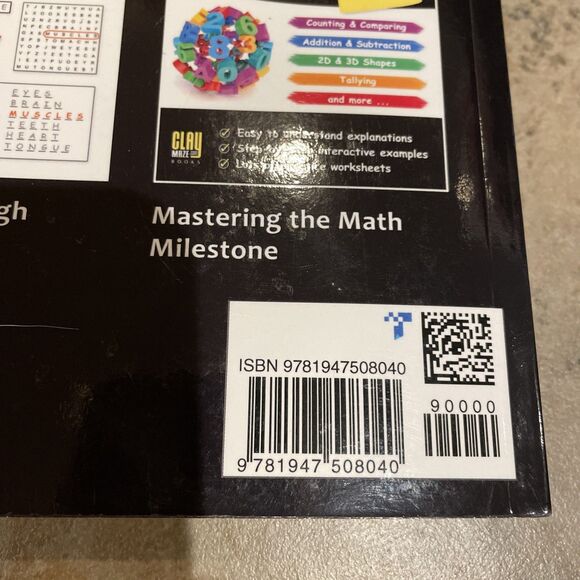 EYES
BRAIN
MUSCLES
TEETH
HEART
TONGUE
gh
Counting & Comparing
Addition & Subtraction
2D & 3D Shapes
Tallying
and more ...
CLAY
MAZE
BOOKS
Easy to understand explanations
Step interactive examples
worksheets
Mastering the Math
Milestone
ISBN 9781947508040
90000
9 781947 508040